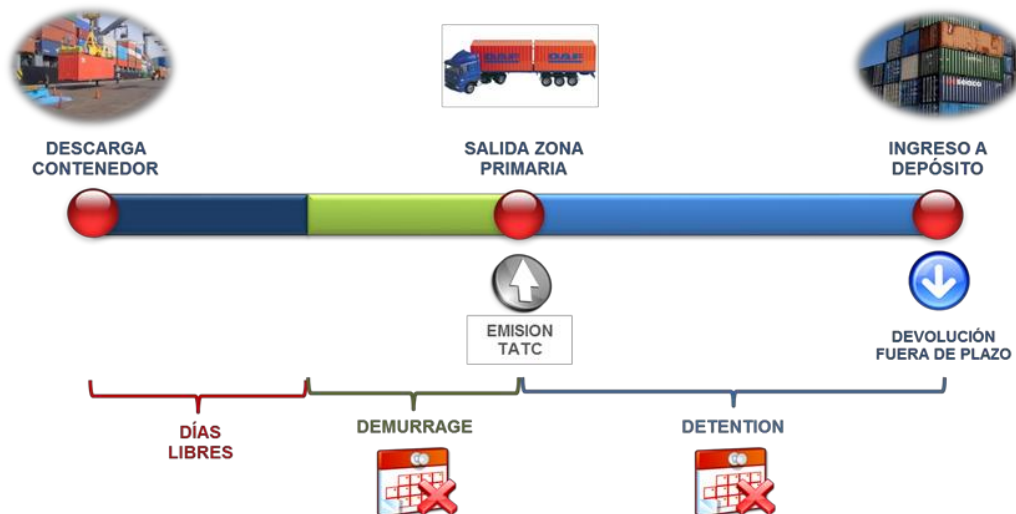 DESCARGA
CONTENEDOR
SALIDA ZONA
PRIMARIA
INGRESO A
DEPÓSITO
EMISION
TATC
DEVOLUCIÓN
FUERA DE PLAZO
DÍAS
LIBRES
DEMURRAGE
DETENTION